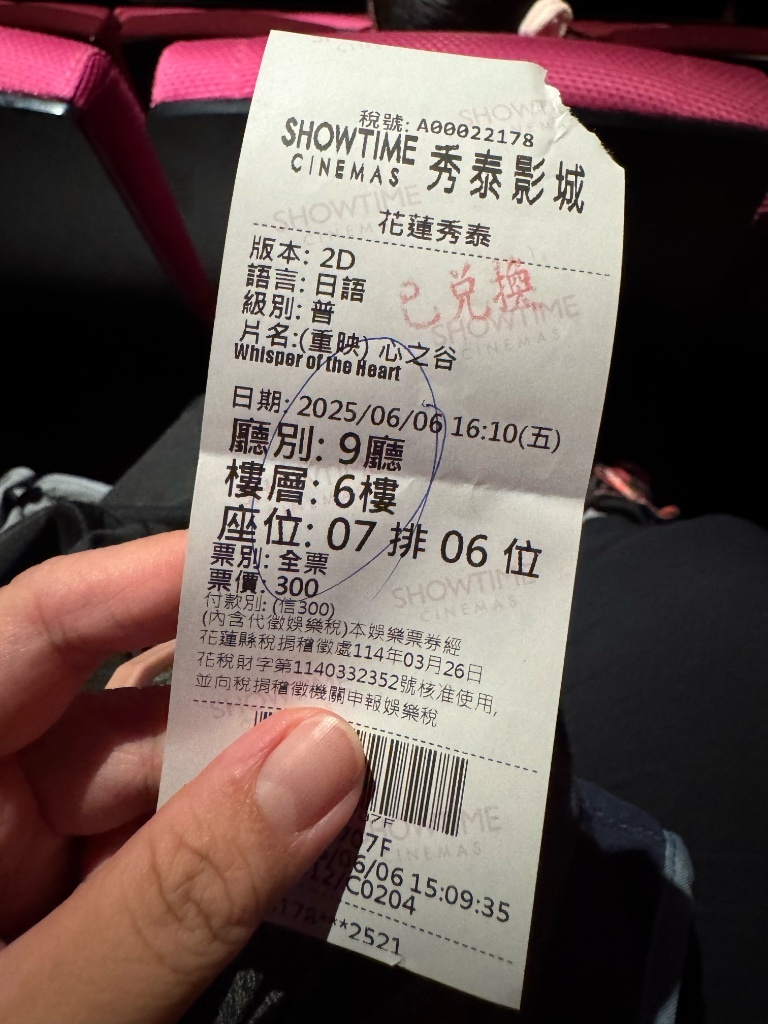 稅號: A00022178
SHOWTIME CINEMAS 秀泰影城
花蓮秀泰
版本: 2D
語言: 日語
已兌換
級別: 普
片名:(重映) 心之谷
Whisper of the Heart
日期: 2025/06/06 16:10(五)
廳別: 9廳
樓層: 6樓
座位: 07 排 06 位
票別: 全票
票價: 300
付款別: (信300)
(內含代徵娛樂稅)本娛樂票券經
花蓮縣稅捐稽徵處114年03月26日
花稅財字第1140332352號核准使用,
並向稅捐稽徵機關申報娛樂稅
07F
/06/06 15:09:35
C0204
**2521
SHOWTIME CINEMAS